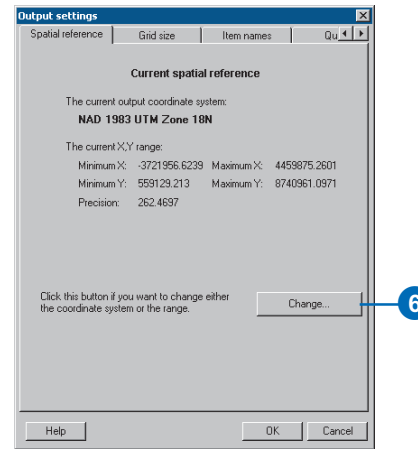 Output settings
Spatial reference Grid size Item names Qu
Current spatial reference
The current output coordinate system:
NAD 1983 UTM Zone 18N
The current X,Y range:
Minimum X: -3721956.6239 Maximum X: 4459875.2601
Minimum Y: 559129.213 Maximum Y: 8740961.0971
Precision: 262.4697
Click this button if you want to change either
the coordinate system or the range.
Change...
6
Help OK Cancel